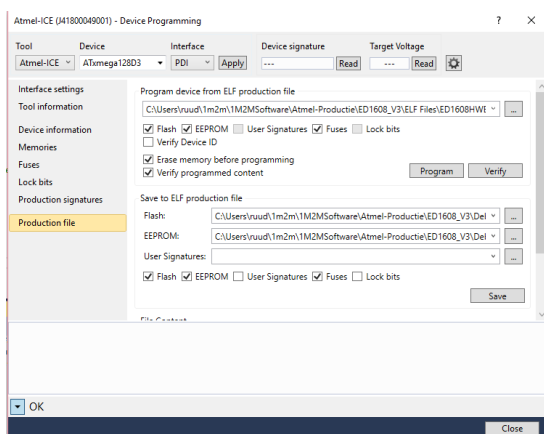 Atmel-ICE (J41800049001) - Device Programming
Tool Device Interface Device signature Target Voltage
Atmel-ICE ATxmega128D3 PDI Apply --- Read --- Read
Interface settings
Tool information
Device information
Memories
Fuses
Lock bits
Production signatures
Production file
Program device from ELF production file
C:\Users\ruud\1m2m\1M2MSoftware\Atmel-Productie\ED1608_V3\ELF Files\ED1608HWE ...
Flash EEPROM User Signatures Fuses Lock bits
Verify Device ID
Erase memory before programming
Verify programmed content
Program Verify
Save to ELF production file
Flash: C:\Users\ruud\1m2m\1M2MSoftware\Atmel-Productie\ED1608_V3\Del ...
EEPROM: C:\Users\ruud\1m2m\1M2MSoftware\Atmel-Productie\ED1608_V3\Del ...
User Signatures: ...
Flash EEPROM User Signatures Fuses Lock bits
Save
File Content
OK
Close